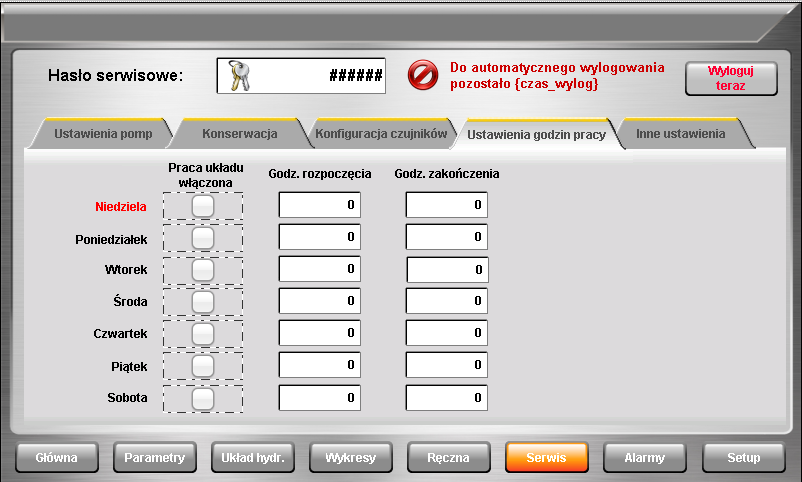 Hasło serwisowe:
######
Do automatycznego wylogowania
pozostało {czas_wylog}
Wyloguj
teraz
Ustawienia pomp
Konserwacja
Konfiguracja czujników
Ustawienia godzin pracy
Inne ustawienia
Praca układu
włączona
Godz. rozpoczęcia
Godz. zakończenia
Niedziela 0 0
Poniedziałek 0 0
Wtorek 0 0
Środa 0 0
Czwartek 0 0
Piątek 0 0
Sobota 0 0
Główna
Parametry
Układ hydr.
Wykresy
Ręczna
Serwis
Alarmy
Setup